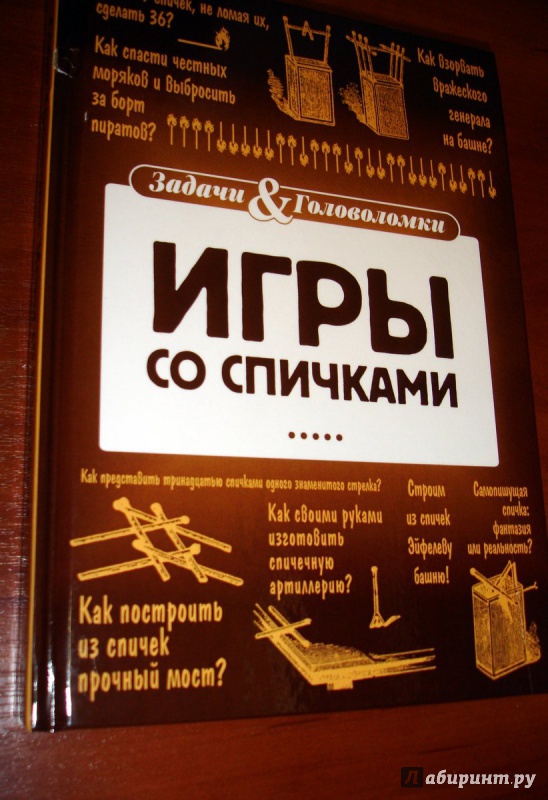 спичек, не ломая их,
сделать 36?
Как спасти честных
моряков и выбросить
за борт
пиратов?
Как взорвать
вражеского
генерала
на башне?
Задачи & Головоломки
ИГРЫ
СО СПИЧКАМИ
.....
Как представить тринадцатью спичками одного знаменитого стрелка?
Как построить
из спичек
прочный мост?
Как своими руками
изготовить
спичечную
артиллерию?
Строим
из спичек
Эйфелеву
башню!
Самопишущая
спичка:
фантазия
или реальность?
Лабиринт.ру